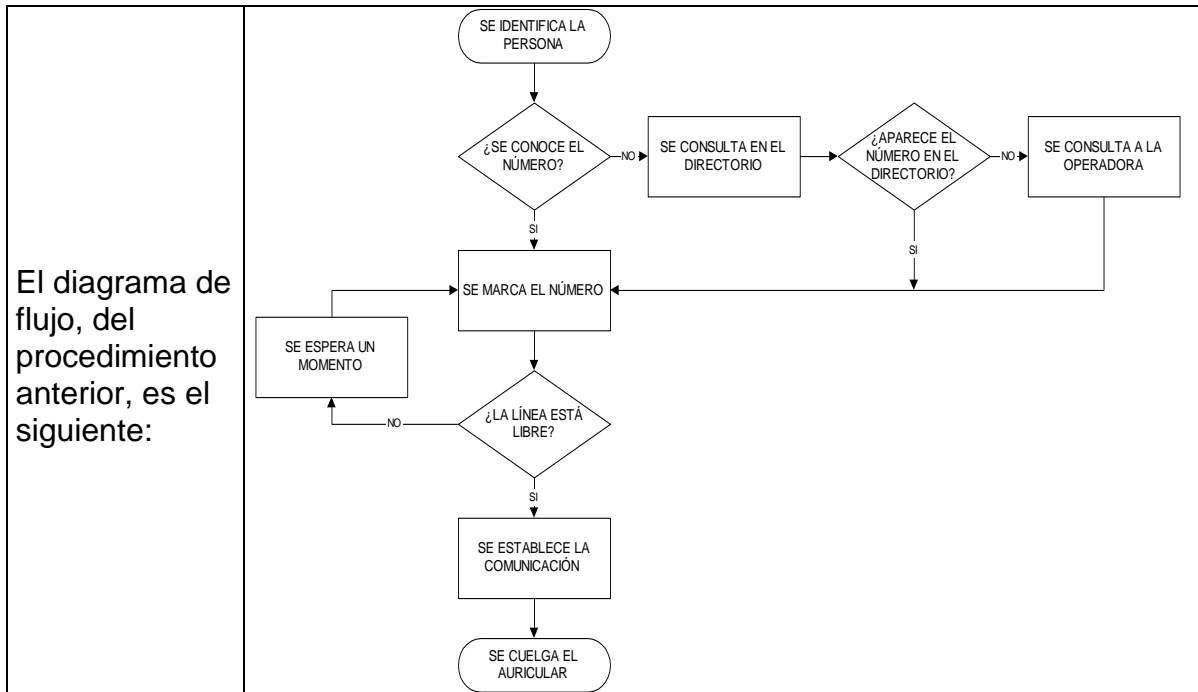 El diagrama de
flujo, del
procedimiento
anterior, es el
siguiente:
SE IDENTIFICA LA
PERSONA
¿SE CONOCE EL
NÚMERO?
NO
SE CONSULTA EN EL
DIRECTORIO
¿APARECE EL
NÚMERO EN EL
DIRECTORIO?
NO
SE CONSULTA A LA
OPERADORA
SI
SI
SE MARCA EL NÚMERO
SE ESPERA UN
MOMENTO
¿LA LÍNEA ESTÁ
LIBRE?
NO
SI
SE ESTABLECE LA
COMUNICACIÓN
SE CUELGA EL
AURICULAR